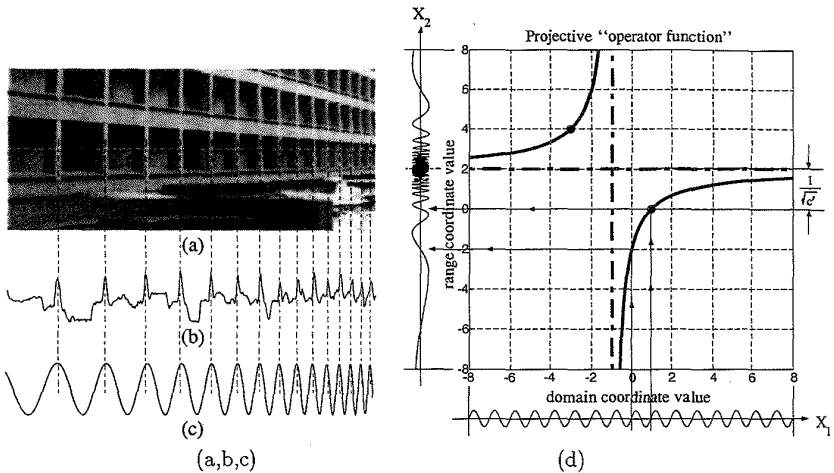 X2
Projective "operator function"
8
6
4
2
0
-2
-4
-6
-8
range coordinate value
1
√c'
-8 -6 -4 -2 0 2 4 6 8
domain coordinate value
X1
(a)
(b)
(c)
(a,b,c)
(d)